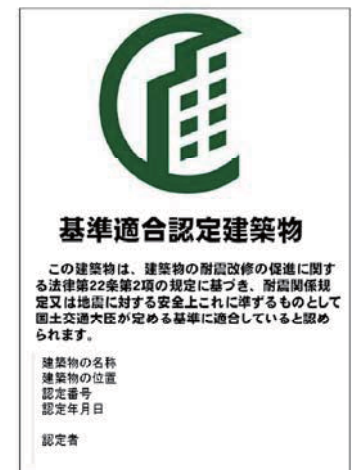 基準適合認定建築物
この建築物は、建築物の耐震改修の促進に関す
る法律第22条第2項の規定に基づき、耐震関係規
定又は地震に対する安全上これに準ずるものとして
国土交通大臣が定める基準に適合していると認め
られます。
建築物の名称
建築物の位置
認定番号
認定年月日
認定者